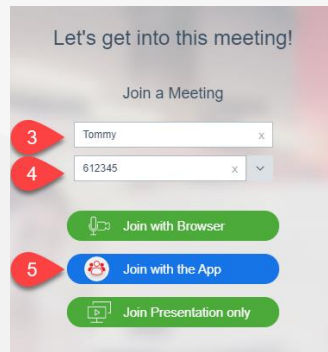 Let's get into this meeting!
Join a Meeting
3 Tommy x
4 612345 x
Join with Browser
5 Join with the App
Join Presentation only